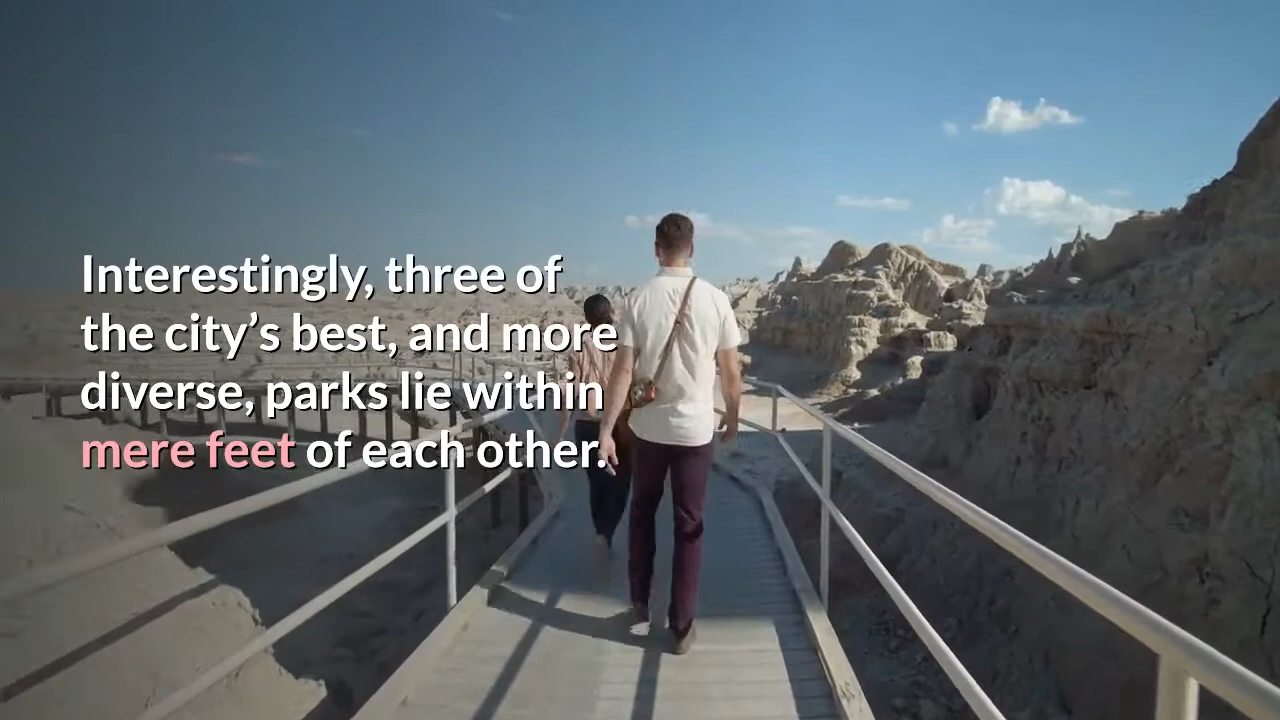 Interestingly, three of
the city’s best, and more
diverse, parks lie within
mere feet of each other.